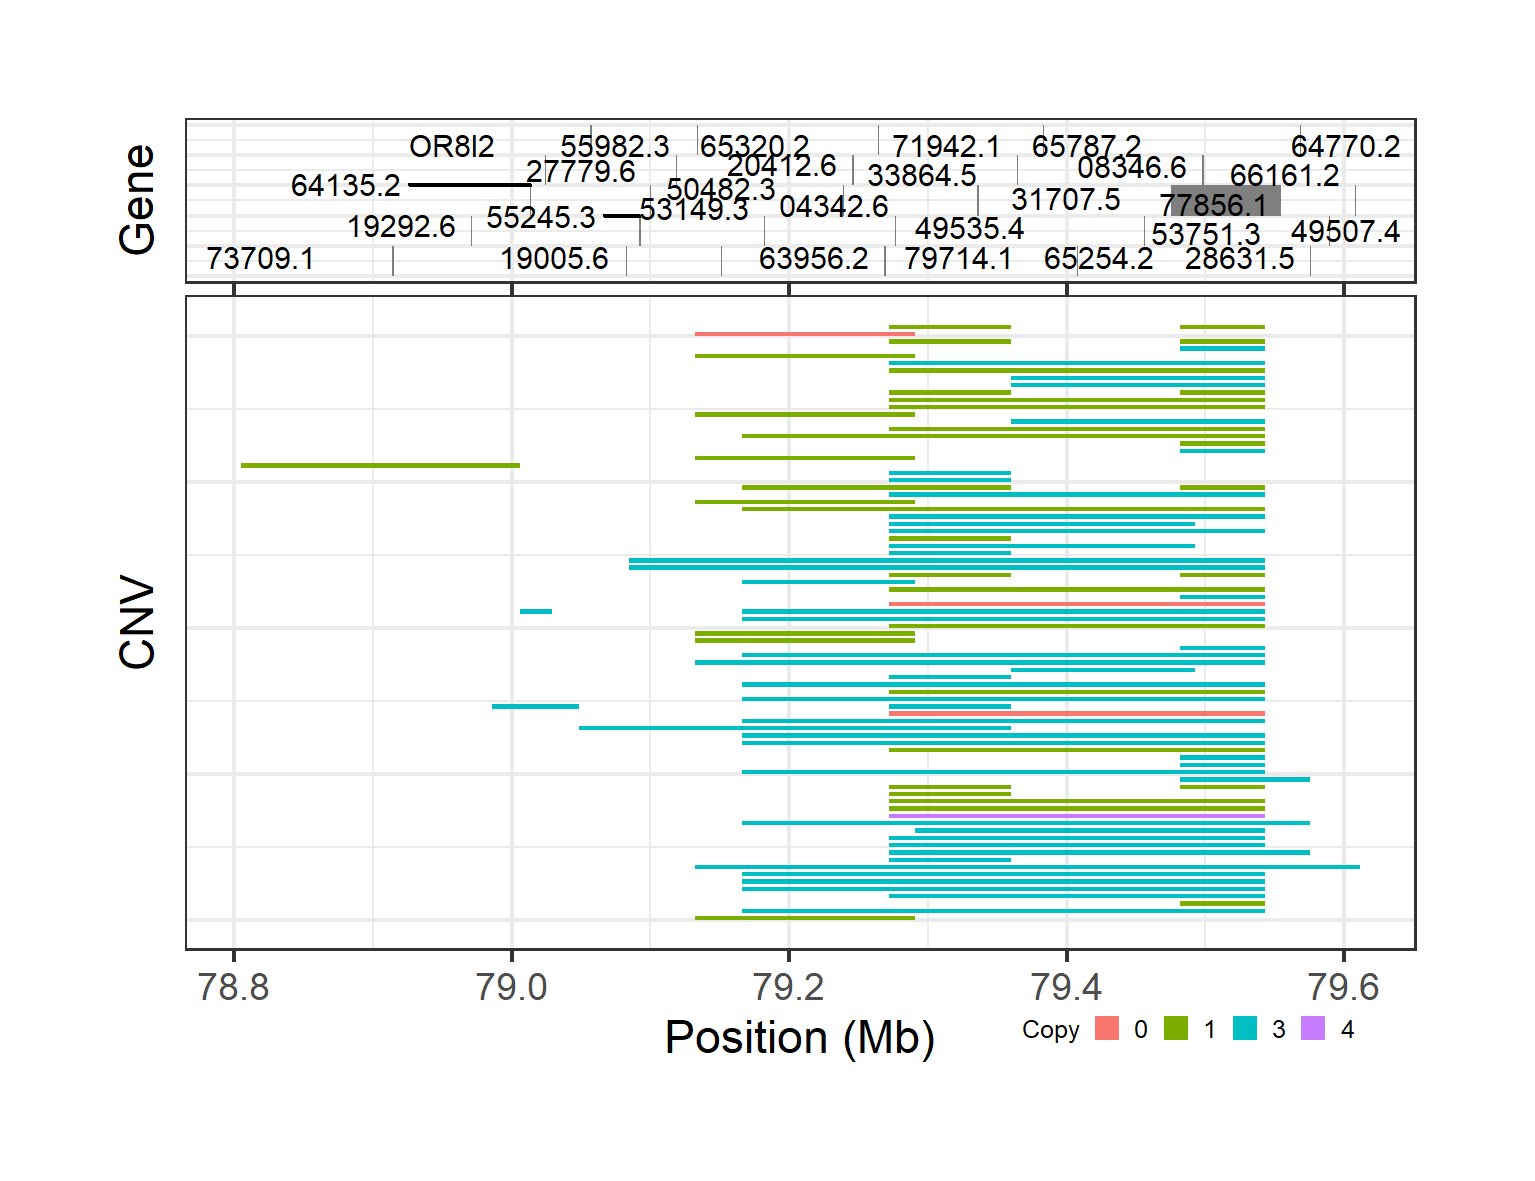 Gene
OR8I2 55982.3 65320.2 71942.1 65787.2 64770.2
27779.6 20412.6 33864.5 08346.6 66161.2
64135.2 50482.3 31707.5 77856.1
19292.6 55245.3 53149.3 04342.6 49535.4 53751.3 49507.4
73709.1 19005.6 63956.2 79714.1 65254.2 28631.5
CNV
78.8 79.0 79.2 79.4 79.6
Position (Mb)
Copy 0 1 3 4